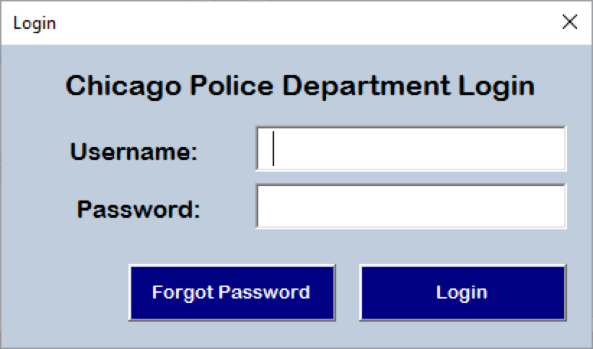 Login
Chicago Police Department Login
Username:
Password:
Forgot Password
Login